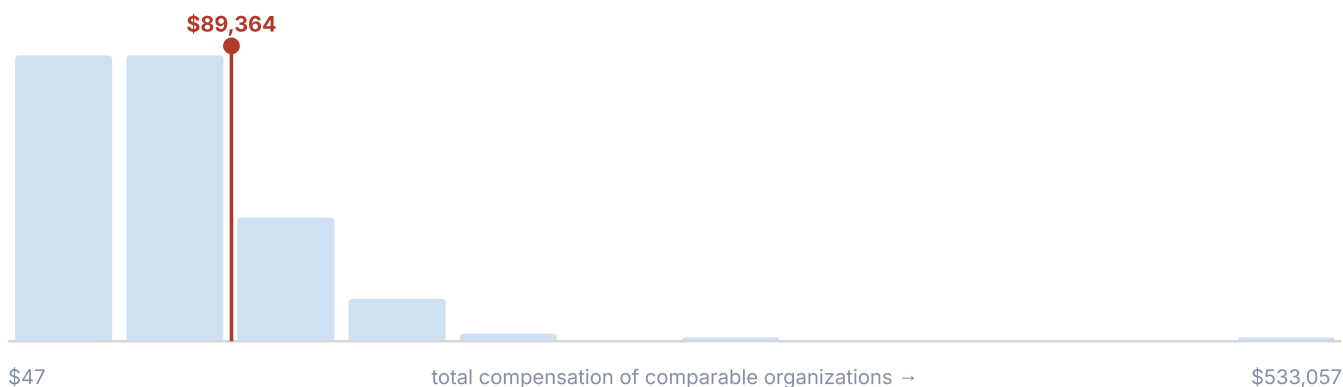 $89,364
$47 total compensation of comparable organizations → $533,057